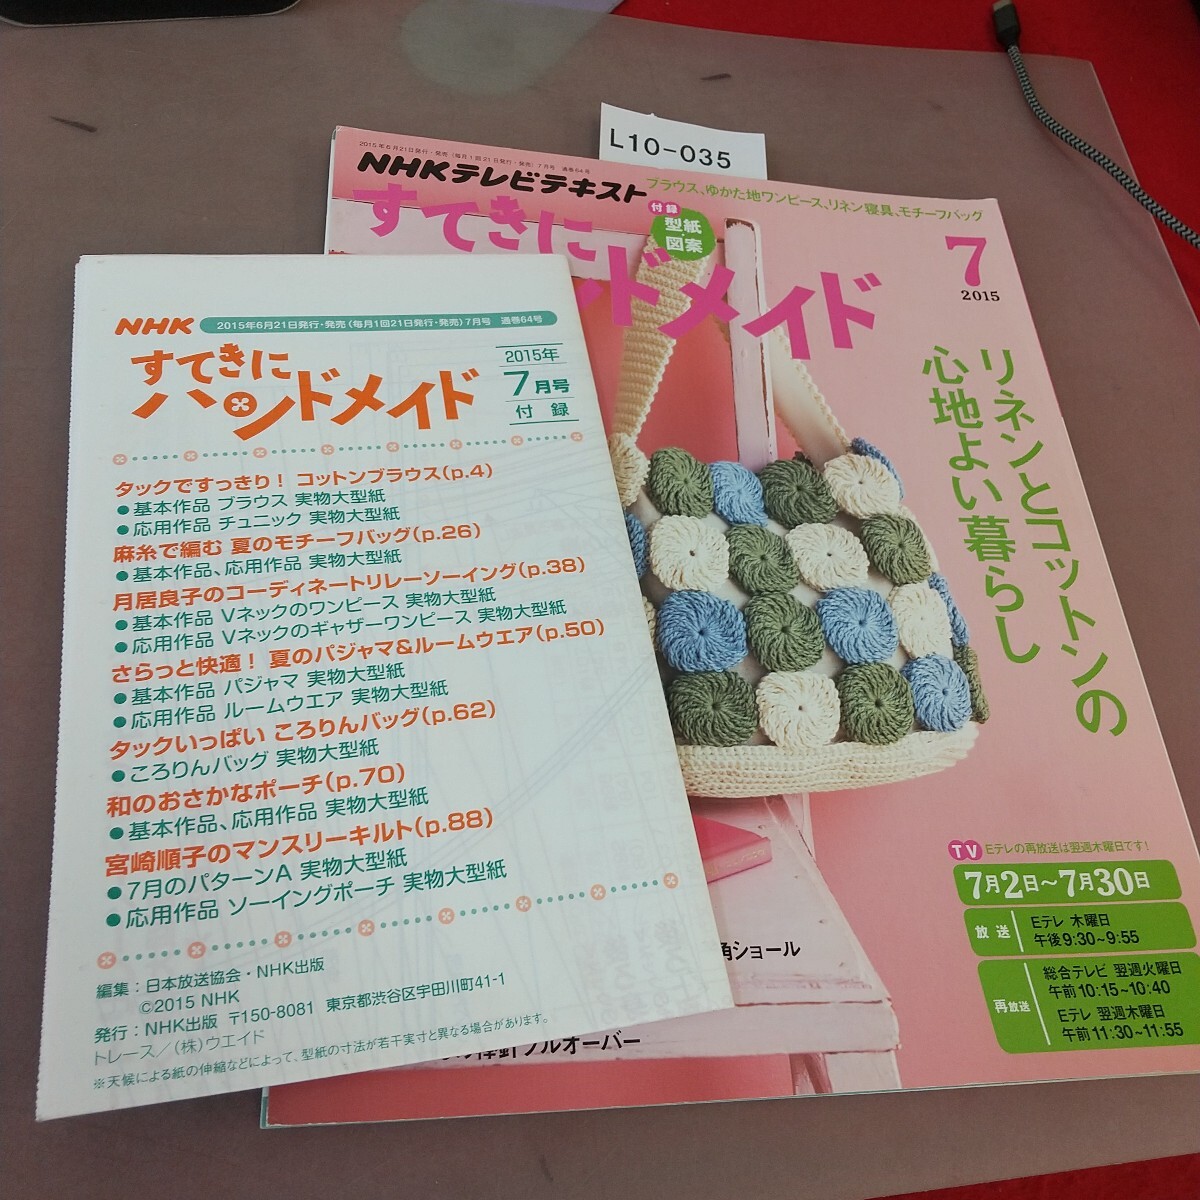 L10-035
2015年6月21日発行・発売(毎月1回21日発行・発売)7月号 通巻64号
NHKテレビテキスト
ブラウス、ゆかた地ワンピース、リネン寝具、モチーフバッグ
すてきに
ハンドメイド
付録
型紙
図案
7
2015
リネンとコットンの
心地よい暮らし
TV Eテレの再放送は翌週木曜日です!
7月2日~7月30日
放送
Eテレ 木曜日
午後9:30~9:55
再放送
総合テレビ 翌週火曜日
午前10:15~10:40
Eテレ 翌週木曜日
午前11:30~11:55
角ショール
プルオーバー
NHK 2015年6月21日発行・発売(毎月1回21日発行・発売)7月号 通巻64号
すてきに
ハンドメイド
2015年
7月号
付録
タックですっきり! コットンブラウス(p.4)
●基本作品 ブラウス 実物大型紙
●応用作品 チュニック 実物大型紙
麻糸で編む 夏のモチーフバッグ(p.26)
●基本作品、応用作品 実物大型紙
月居良子のコーディネートリレーソーイング(p.38)
●基本作品 Vネックのワンピース 実物大型紙
●応用作品 Vネックのギャザーワンピース 実物大型紙
さらっと快適! 夏のパジャマ&ルームウエア(p.50)
●基本作品 パジャマ 実物大型紙
●応用作品 ルームウエア 実物大型紙
タックいっぱい ころりんバッグ(p.62)
●ころりんバッグ 実物大型紙
和のおさかなポーチ(p.70)
●基本作品、応用作品 実物大型紙
宮崎順子のマンスリーキルト(p.88)
●7月のパターンA 実物大型紙
●応用作品 ソーイングポーチ 実物大型紙
編集:日本放送協会・NHK出版
©2015 NHK
発行:NHK出版 〒150-8081 東京都渋谷区宇田川町41-1
トレース/(株)ウエイド
※天候による紙の伸縮などによって、型紙の寸法が若干実寸と異なる場合があります。